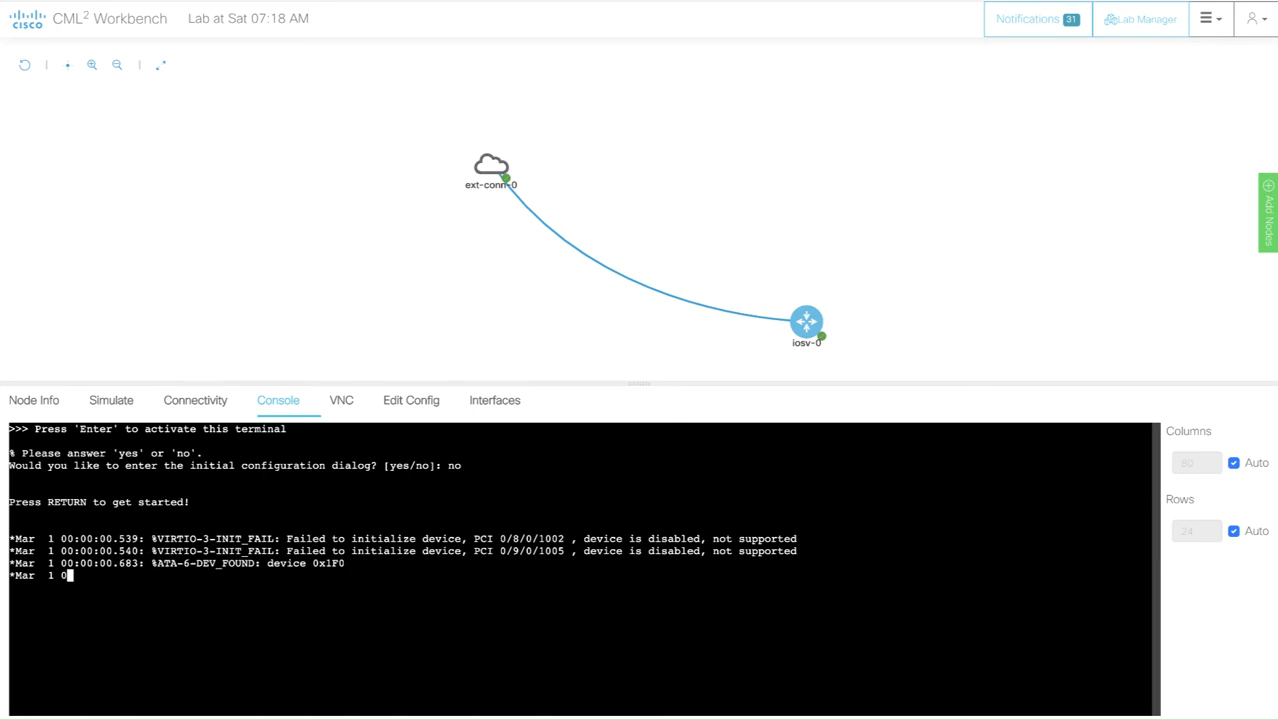 CISCO
CML² Workbench
Lab at Sat 07:18 AM
Notifications 31
Lab Manager
ext-conn-0
iosv-0
Add Nodes
Node Info
Simulate
Connectivity
Console
VNC
Edit Config
Interfaces
>>> Press 'Enter' to activate this terminal
% Please answer 'yes' or 'no'.
Would you like to enter the initial configuration dialog? [yes/no]: no
Press RETURN to get started!
*Mar  1 00:00:00.539: %VIRTIO-3-INIT_FAIL: Failed to initialize device, PCI 0/8/0/1002 , device is disabled, not supported
*Mar  1 00:00:00.540: %VIRTIO-3-INIT_FAIL: Failed to initialize device, PCI 0/9/0/1005 , device is disabled, not supported
*Mar  1 00:00:00.683: %ATA-6-DEV_FOUND: device 0x1F0
*Mar  1 0
Columns
80
Auto
Rows
24
Auto